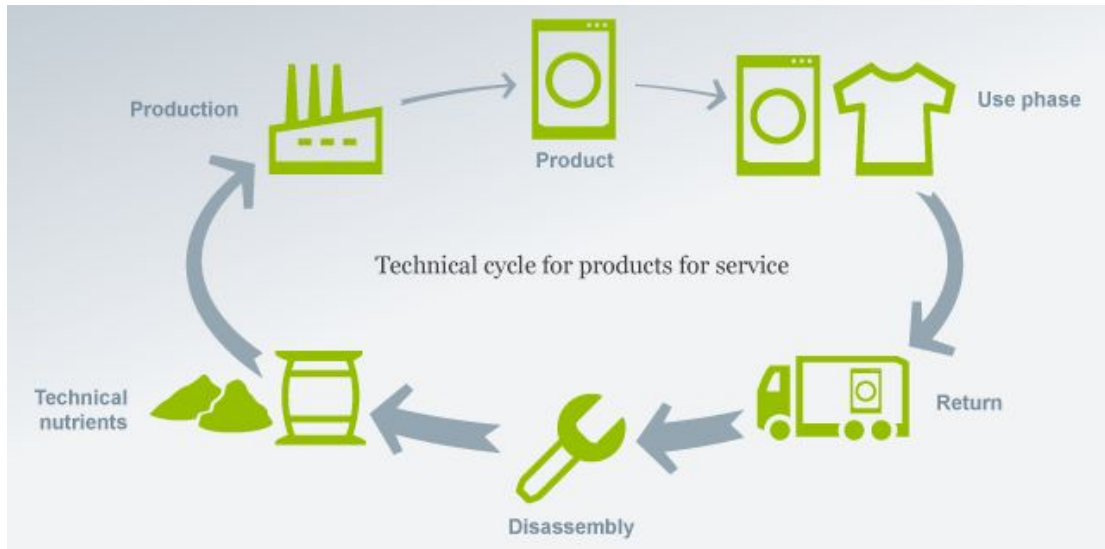 Production
Product
Use phase
Technical cycle for products for service
Technical
nutrients
Return
Disassembly